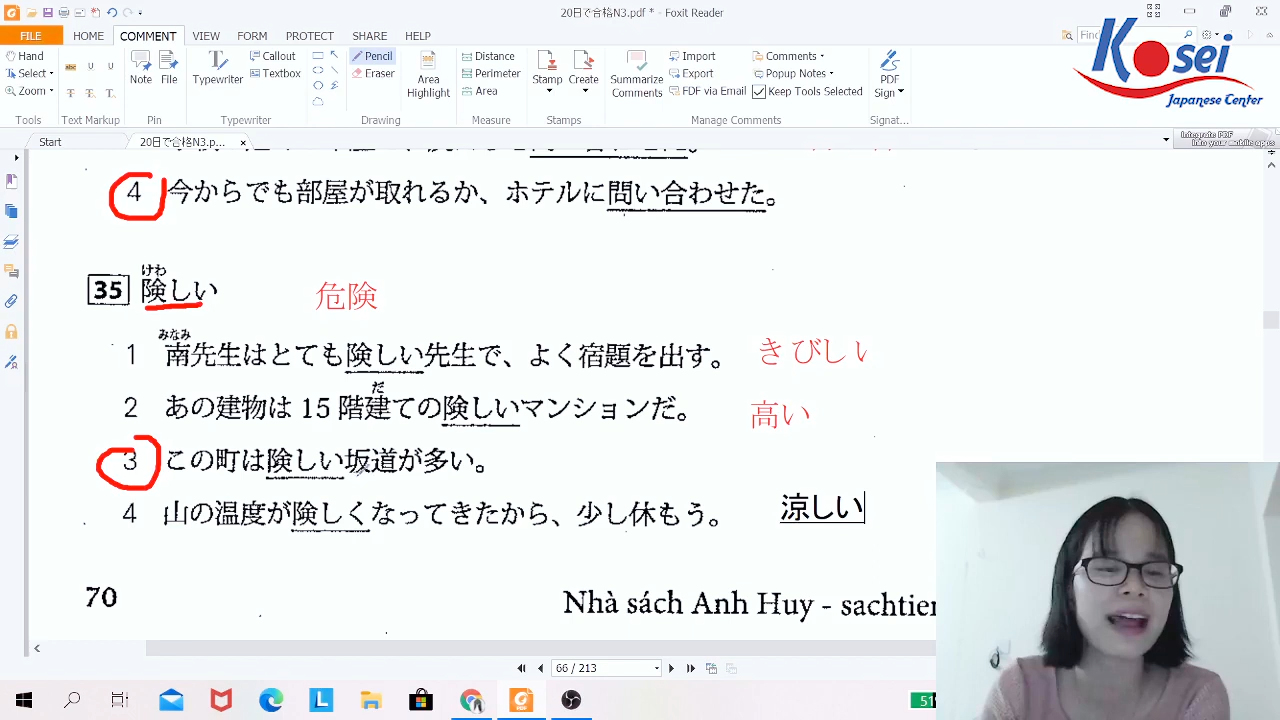 20日で合格N3.pdf * - Foxit Reader
FILE HOME COMMENT VIEW FORM PROTECT SHARE HELP
Find
Kosei
Japanese Center
Hand
Select
Zoom
Tools
Text Markup
Note
File
Pin
Typewriter
Callout
TextBox
Typewriter
Pencil
Eraser
Area Highlight
Drawing
Distance
Perimeter
Area
Measure
Stamp
Create
Stamps
Summarize Comments
Import
Export
FDF via Email
Comments
Popup Notes
Keep Tools Selected
Manage Comments
PDF Sign
Signat...
Start
20日で合格N3.p... ×
4 今からでも部屋が取れるか、ホテルに問い合わせた。
けわ
35 険しい 危険
みなみ
1 南先生はとても険しい先生で、よく宿題を出す。 きびしい
だ
2 あの建物は15階建ての険しいマンションだ。 高い
3 この町は険しい坂道が多い。
4 山の温度が険しくなってきたから、少し休もう。 涼しい
70
Nhà sách Anh Huy - sachtien
66 / 213
51